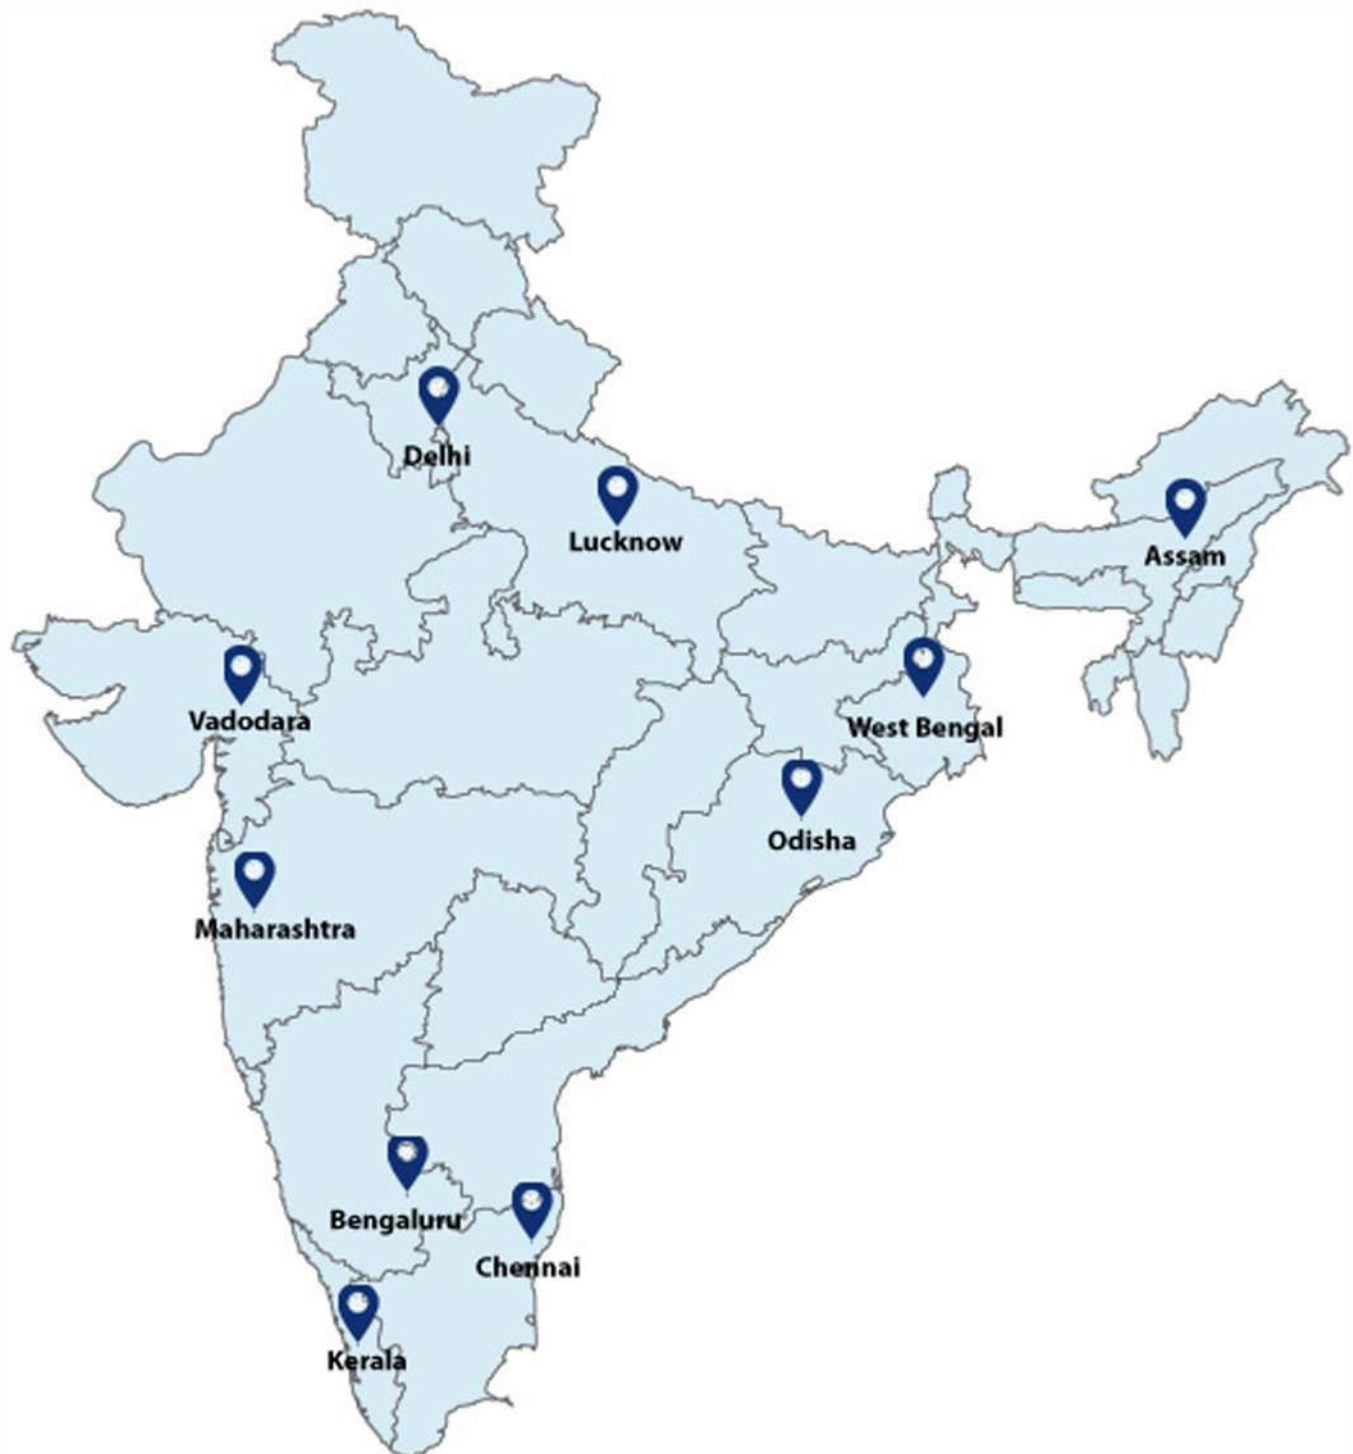 Delhi
Lucknow
Assam
Vadodara
West Bengal
Odisha
Maharashtra
Bengaluru
Chennai
Kerala